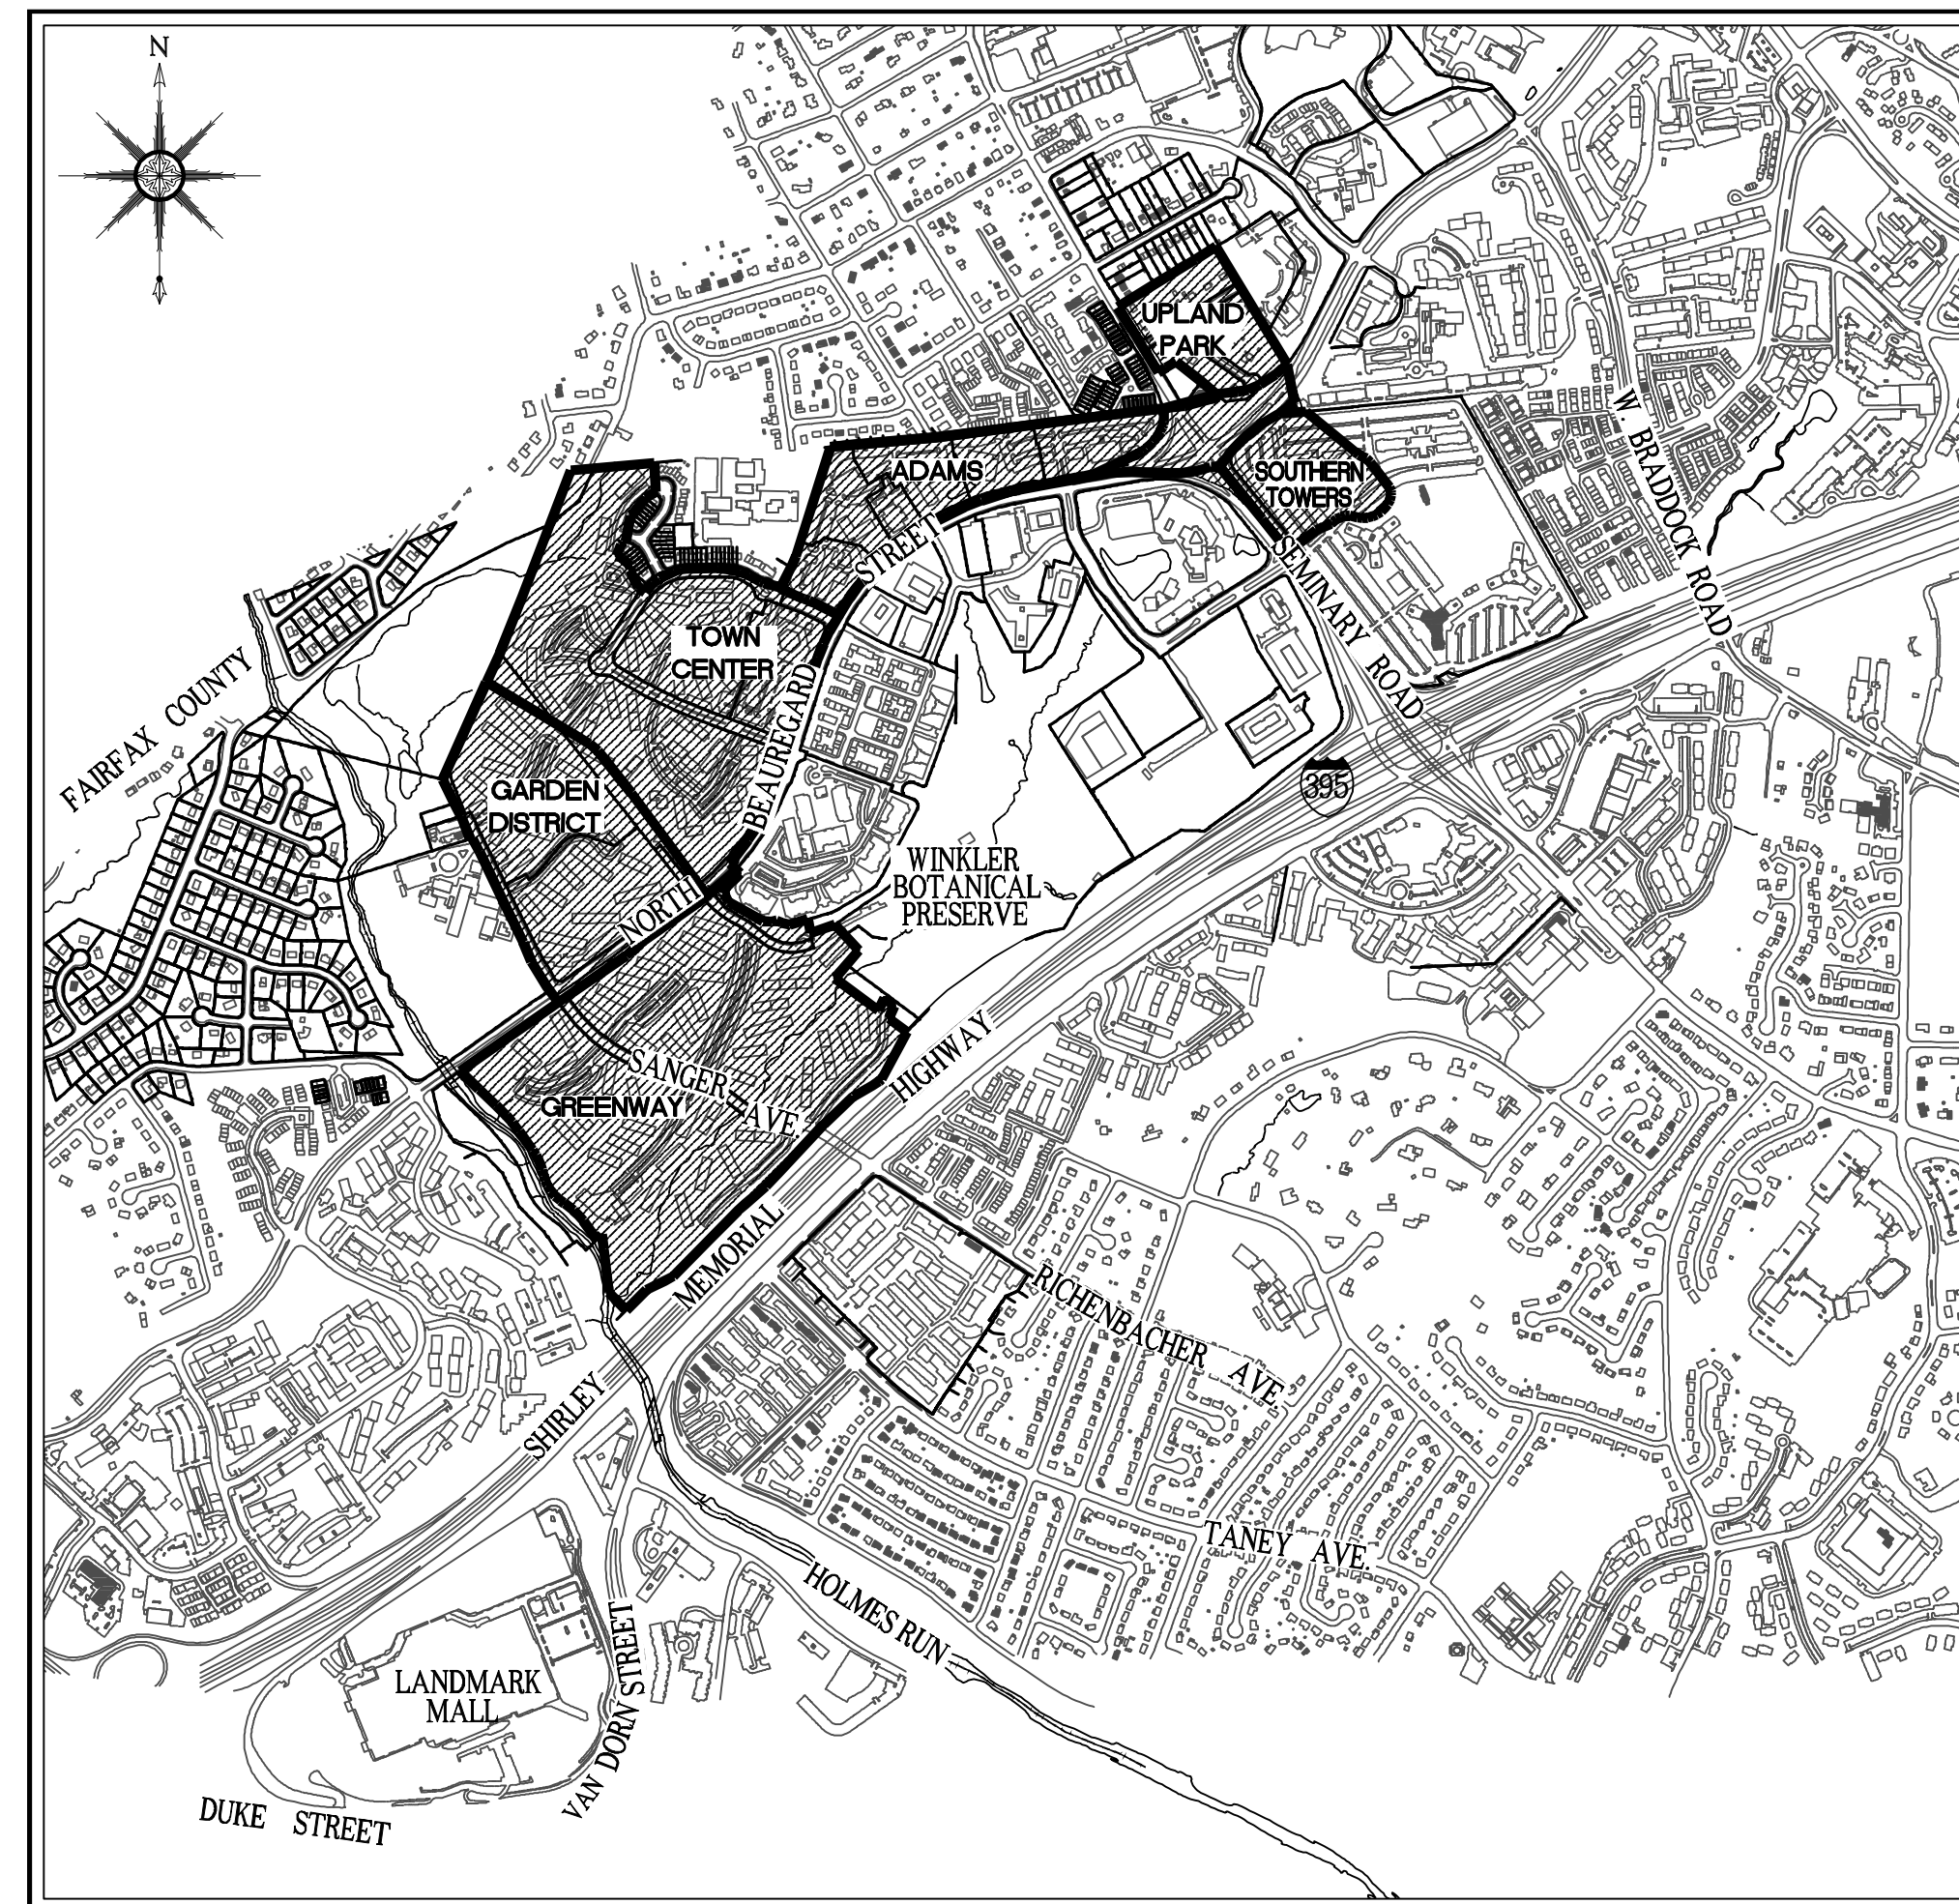 N
UPLAND
PARK
ADAMS
SOUTHERN
TOWERS
W. BRADDOCK ROAD
STREET
SEMINARY ROAD
TOWN
CENTER
FAIRFAX COUNTY
BEAUREGARD
GARDEN
DISTRICT
395
WINKLER
BOTANICAL
PRESERVE
NORTH
HIGHWAY
SANGER AVE.
GREENWAY
MEMORIAL
RICHENBACHER AVE.
SHIRLEY
TANEY AVE.
HOLMES RUN
LANDMARK
MALL
VAN DORN STREET
DUKE STREET